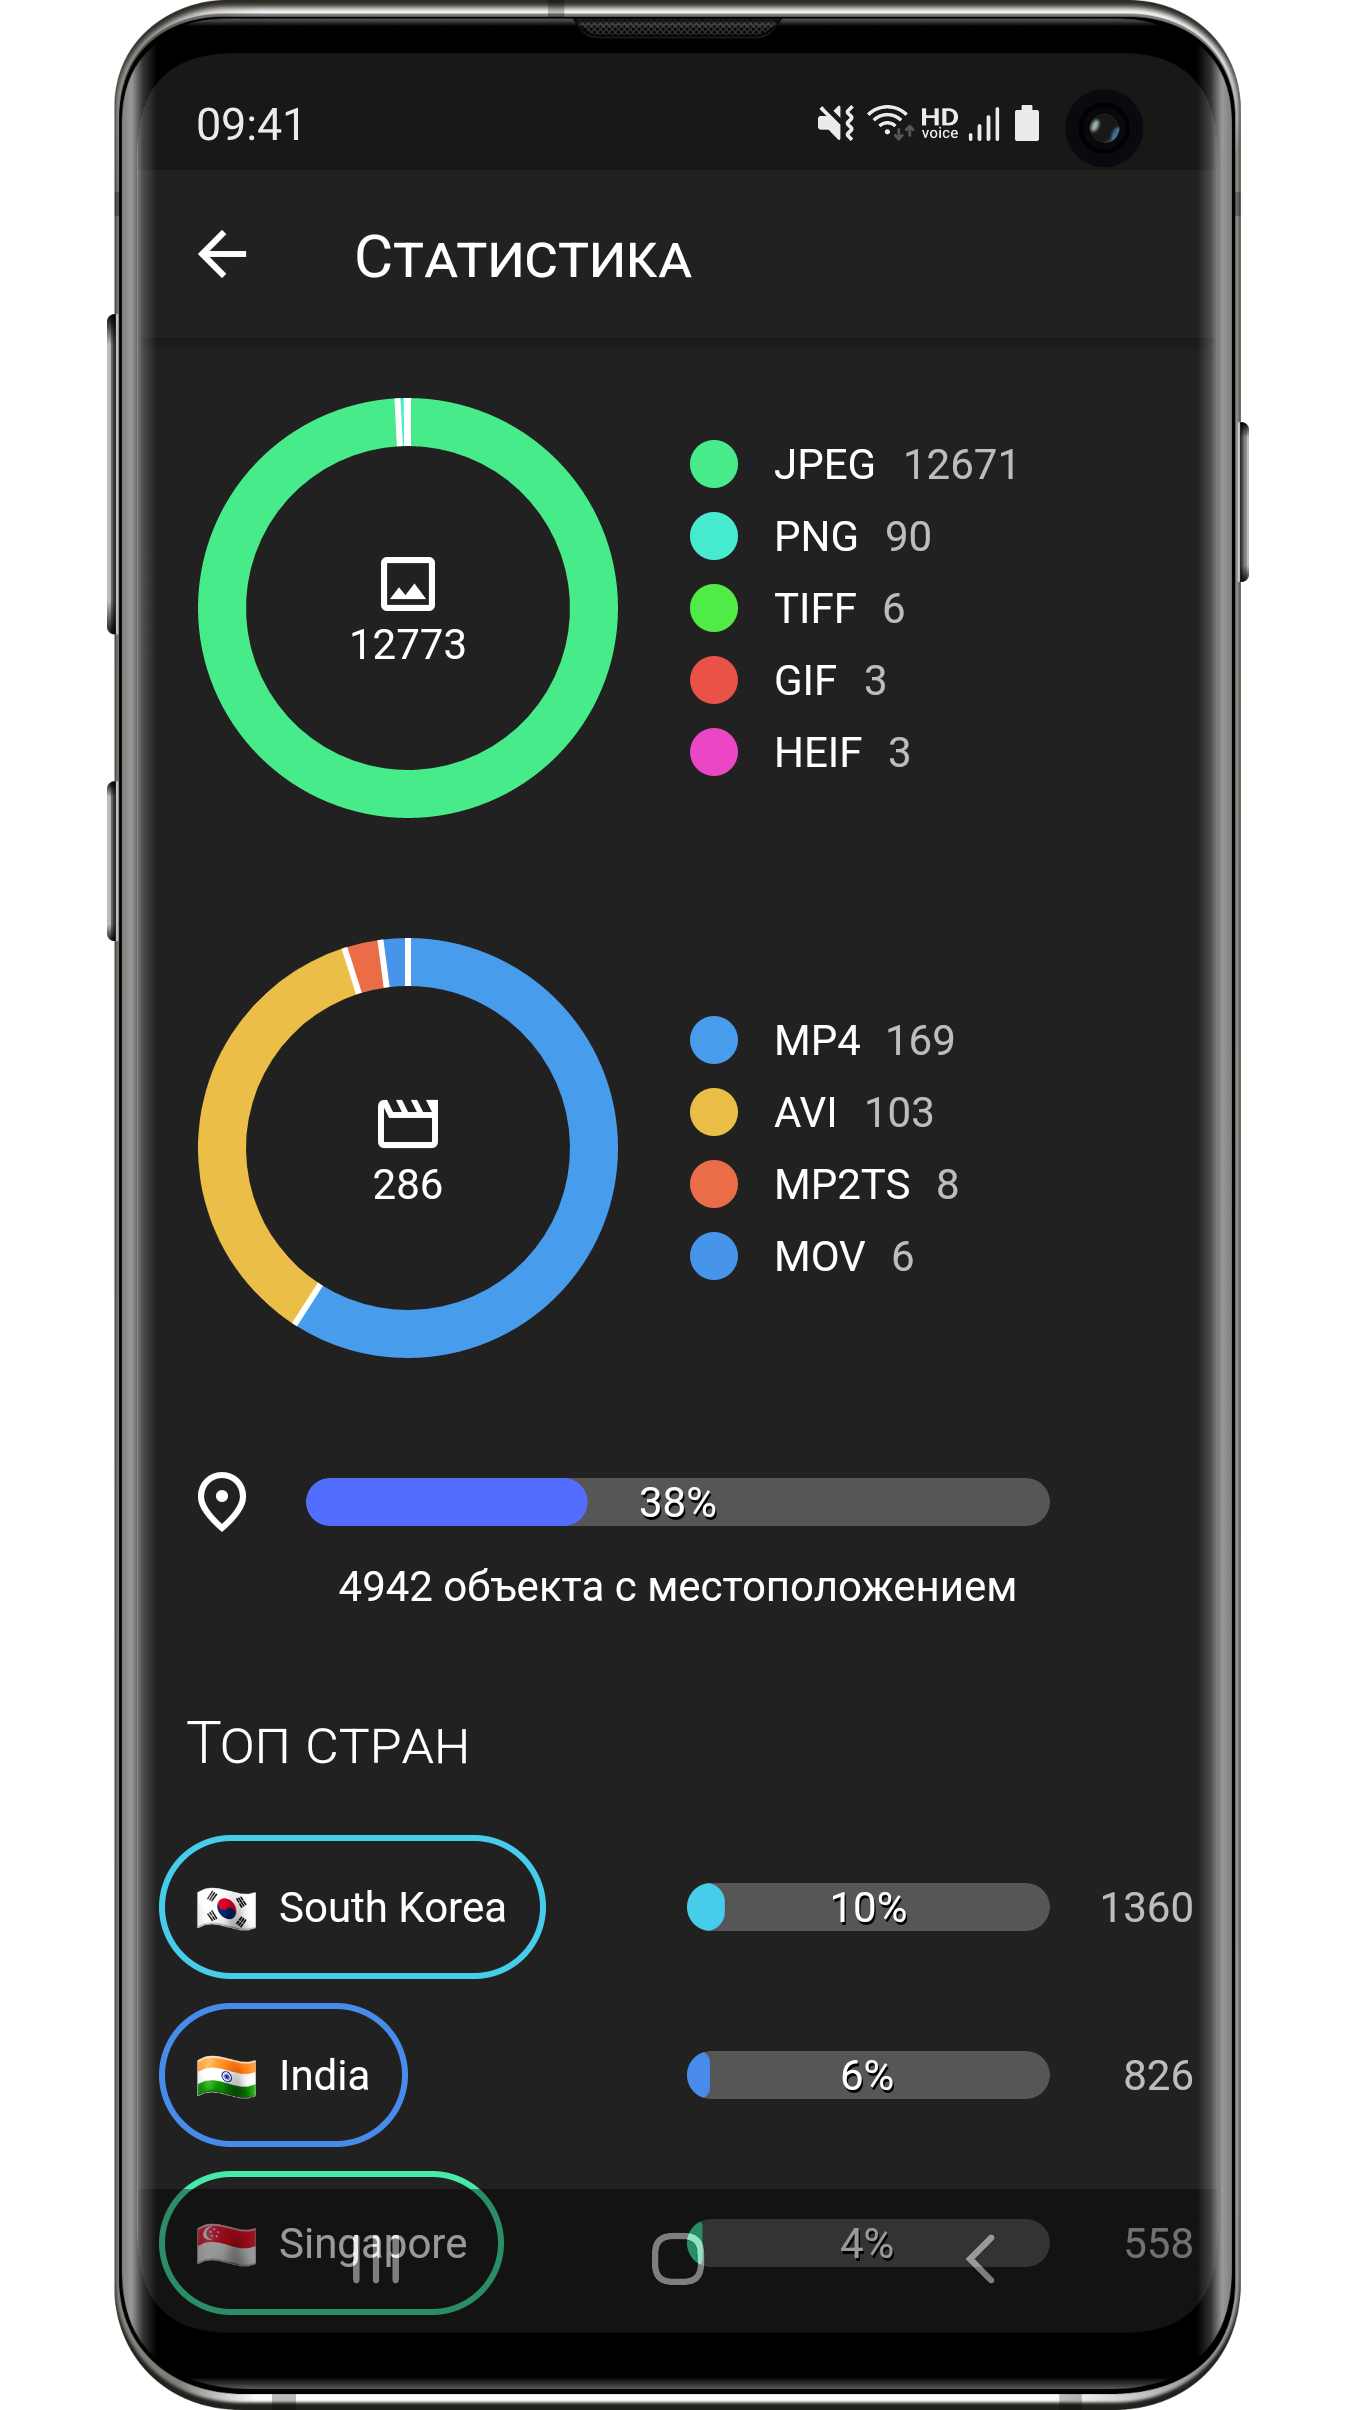 09:41
HD
voice
Статистика
JPEG 12671
PNG 90
TIFF 6
GIF 3
HEIF 3
12773
MP4 169
AVI 103
MP2TS 8
MOV 6
286
38%
4942 объекта с местоположением
Топ стран
South Korea 10% 1360
India 6% 826
Singapore 4% 558